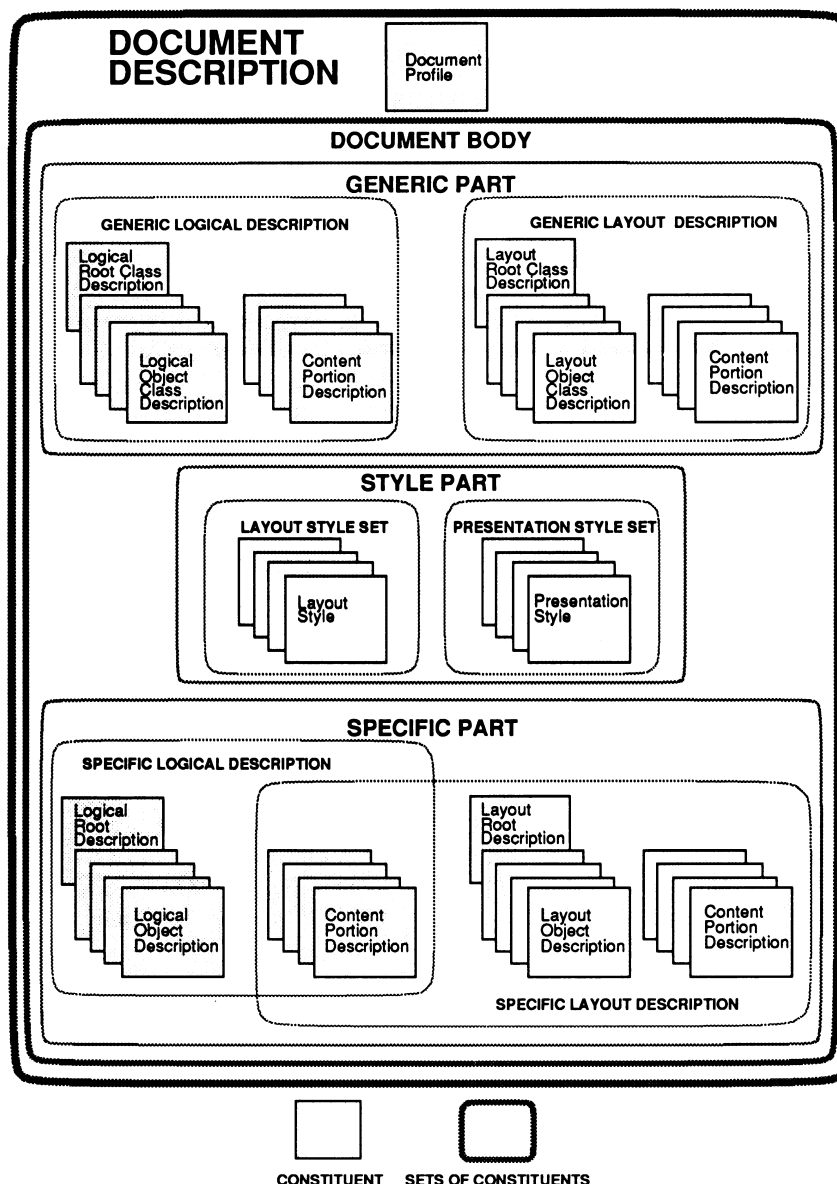 DOCUMENT
DESCRIPTION
Document
Profile
DOCUMENT BODY
GENERIC PART
GENERIC LOGICAL DESCRIPTION
Logical
Root Class
Description
Logical
Object
Class
Description
Content
Portion
Description
GENERIC LAYOUT DESCRIPTION
Layout
Root Class
Description
Layout
Object
Class
Description
Content
Portion
Description
STYLE PART
LAYOUT STYLE SET
Layout
Style
PRESENTATION STYLE SET
Presentation
Style
SPECIFIC PART
SPECIFIC LOGICAL DESCRIPTION
Logical
Root
Description
Logical
Object
Description
Content
Portion
Description
Layout
Root
Description
Layout
Object
Description
Content
Portion
Description
SPECIFIC LAYOUT DESCRIPTION
CONSTITUENT
SETS OF CONSTITUENTS